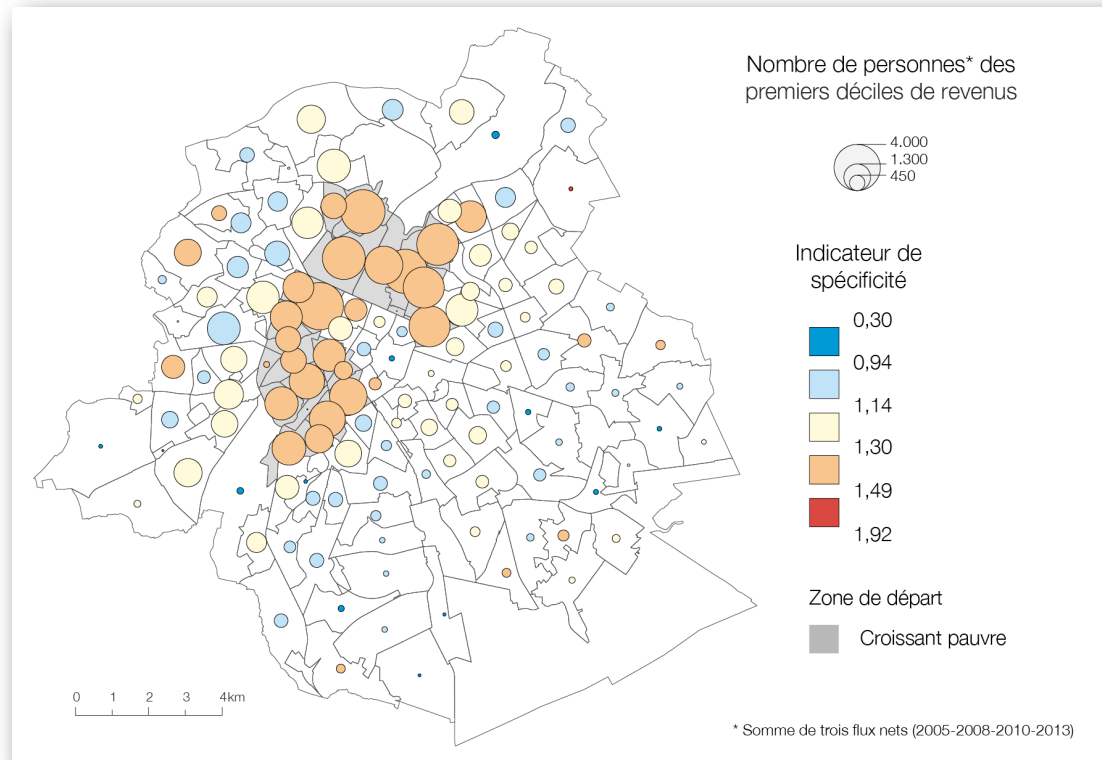 Nombre de personnes* des
premiers déciles de revenus
4.000
1.300
450
Indicateur de
spécificité
0,30
0,94
1,14
1,30
1,49
1,92
Zone de départ
Croissant pauvre
0 1 2 3 4km
* Somme de trois flux nets (2005-2008-2010-2013)